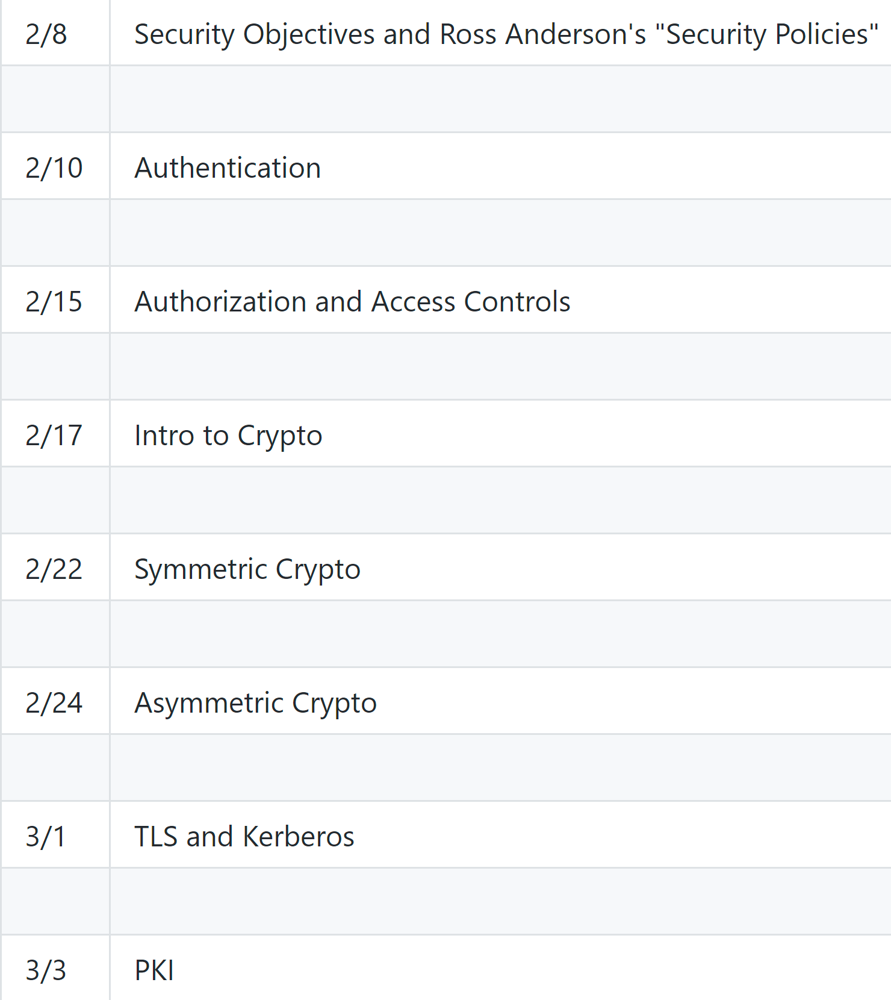 2/8 Security Objectives and Ross Anderson's "Security Policies"
2/10 Authentication
2/15 Authorization and Access Controls
2/17 Intro to Crypto
2/22 Symmetric Crypto
2/24 Asymmetric Crypto
3/1 TLS and Kerberos
3/3 PKI